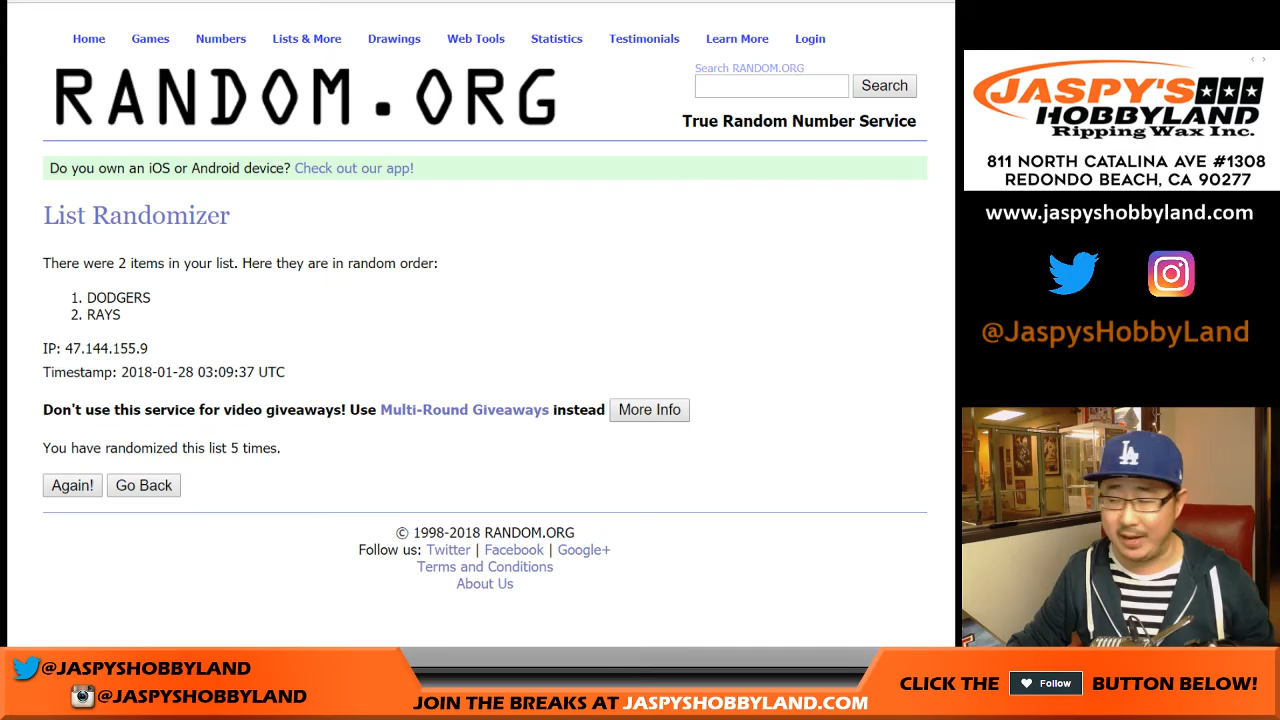 Home Games Numbers Lists & More Drawings Web Tools Statistics Testimonials Learn More Login
RANDOM.ORG
Search RANDOM.ORG
Search
True Random Number Service
Do you own an iOS or Android device? Check out our app!
List Randomizer
There were 2 items in your list. Here they are in random order:
1. DODGERS
2. RAYS
IP: 47.144.155.9
Timestamp: 2018-01-28 03:09:37 UTC
Don't use this service for video giveaways! Use Multi-Round Giveaways instead More Info
You have randomized this list 5 times.
Again! Go Back
© 1998-2018 RANDOM.ORG
Follow us: Twitter | Facebook | Google+
Terms and Conditions
About Us
JASPY'S
HOBBYLAND
Ripping Wax Inc.
811 NORTH CATALINA AVE #1308
REDONDO BEACH, CA 90277
www.jaspyshobbyland.com
@JaspysHobbyLand
LA
@JASPYSHOBBYLAND
@JASPYSHOBBYLAND
JOIN THE BREAKS AT JASPYSHOBBYLAND.COM
CLICK THE Follow BUTTON BELOW!